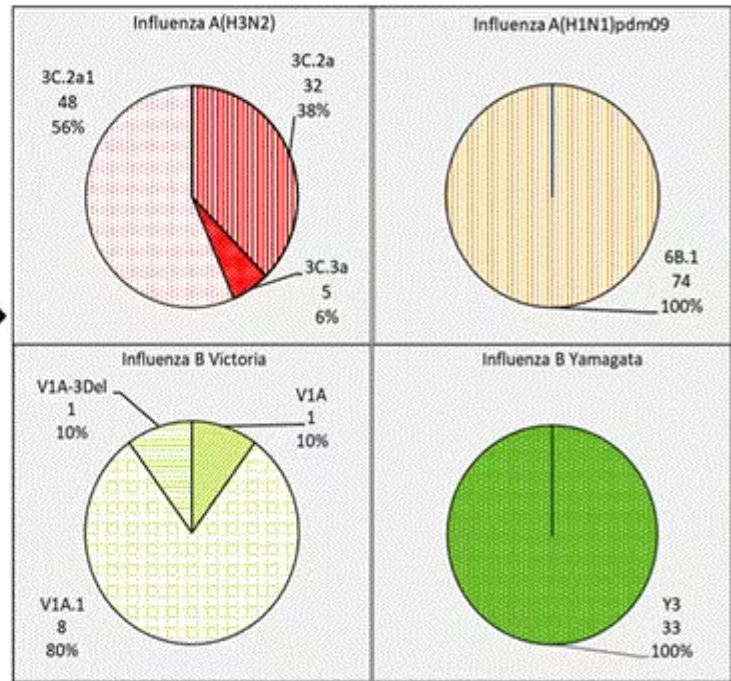 Influenza A(H3N2)
3C.2a1
48
56%
3C.2a
32
38%
3C.3a
5
6%
Influenza A(H1N1)pdm09
6B.1
74
100%
Influenza B Victoria
V1A-3Del
1
10%
V1A
1
10%
V1A.1
8
80%
Influenza B Yamagata
Y3
33
100%